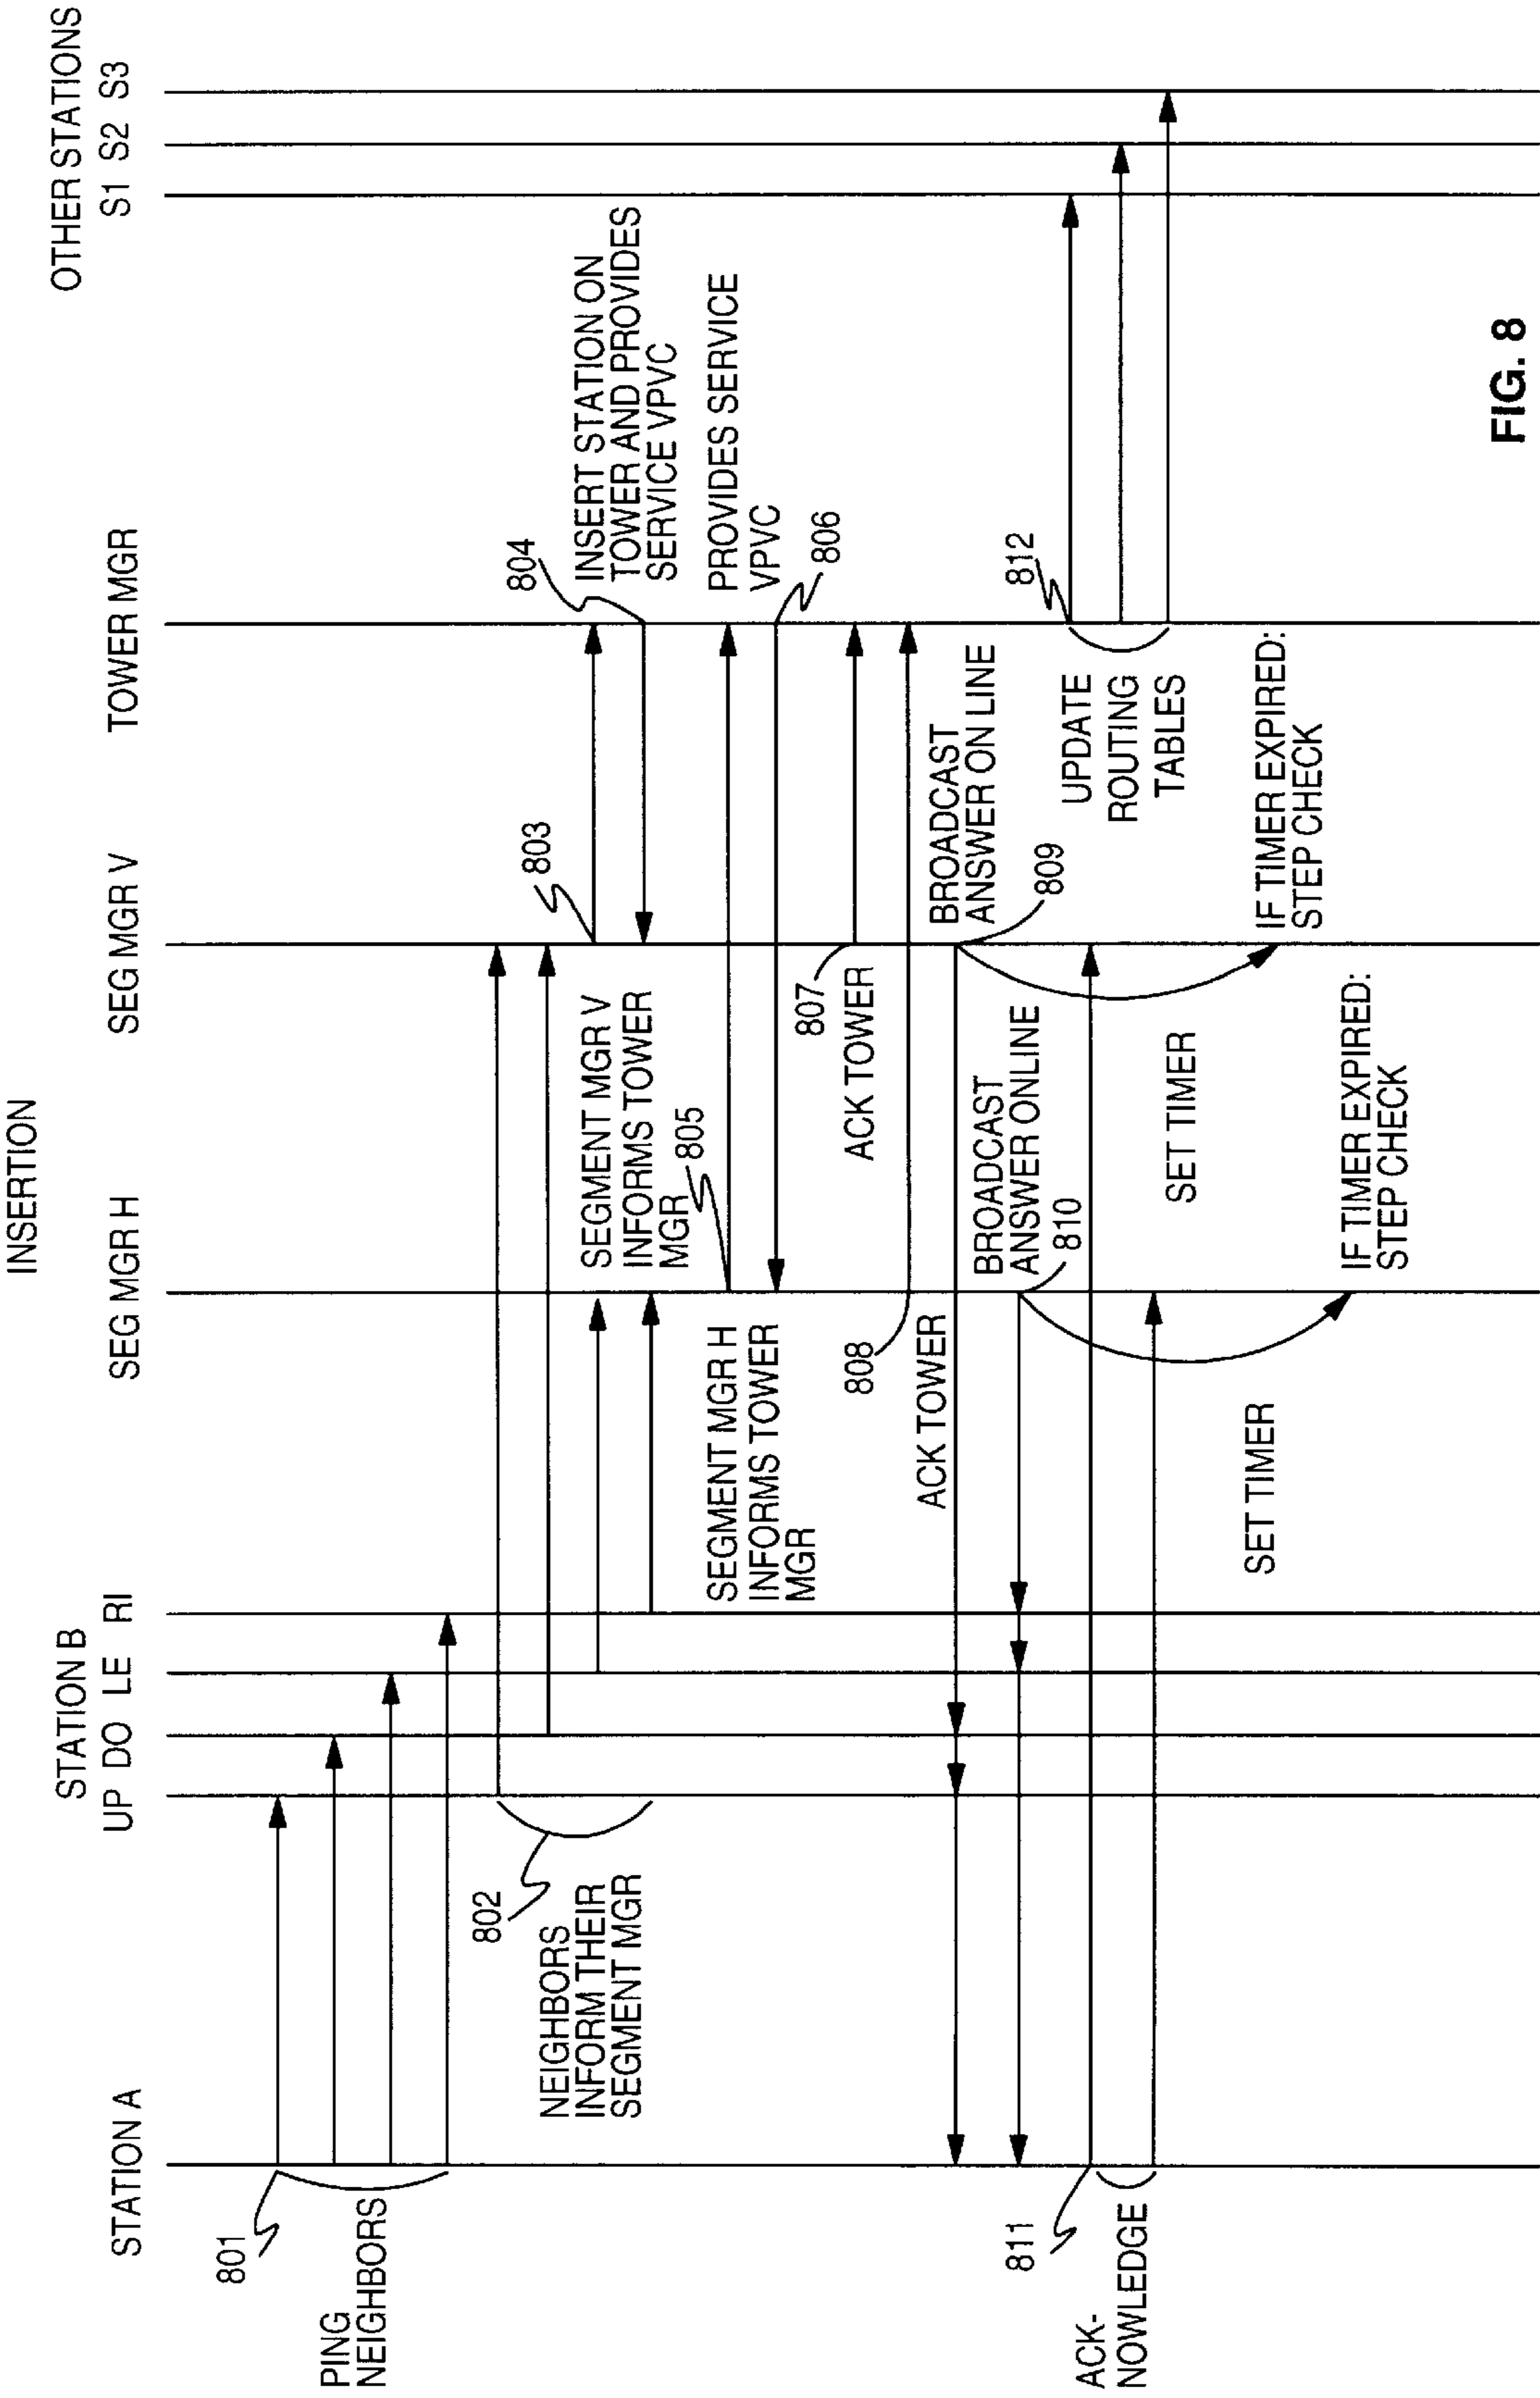 INSERTION
STATION A
STATION B
UP DO LE RI
SEG MGR H
SEG MGR V
TOWER MGR
OTHER STATIONS
S1 S2 S3
801
PING
NEIGHBORS
802
NEIGHBORS
INFORM THEIR
SEGMENT MGR
803
804
INSERT STATION ON
TOWER AND PROVIDES
SERVICE VPVC
SEGMENT MGR V
INFORMS TOWER
MGR
805
SEGMENT MGR H
INFORMS TOWER
MGR
PROVIDES SERVICE
VPVC
806
807
ACK TOWER
808
ACK TOWER
BROADCAST
ANSWER ON LINE
809
BROADCAST
ANSWER ONLINE
810
811
ACK-
NOWLEDGE
812
UPDATE
ROUTING
TABLES
SET TIMER
IF TIMER EXPIRED:
STEP CHECK
SET TIMER
IF TIMER EXPIRED:
STEP CHECK
FIG. 8